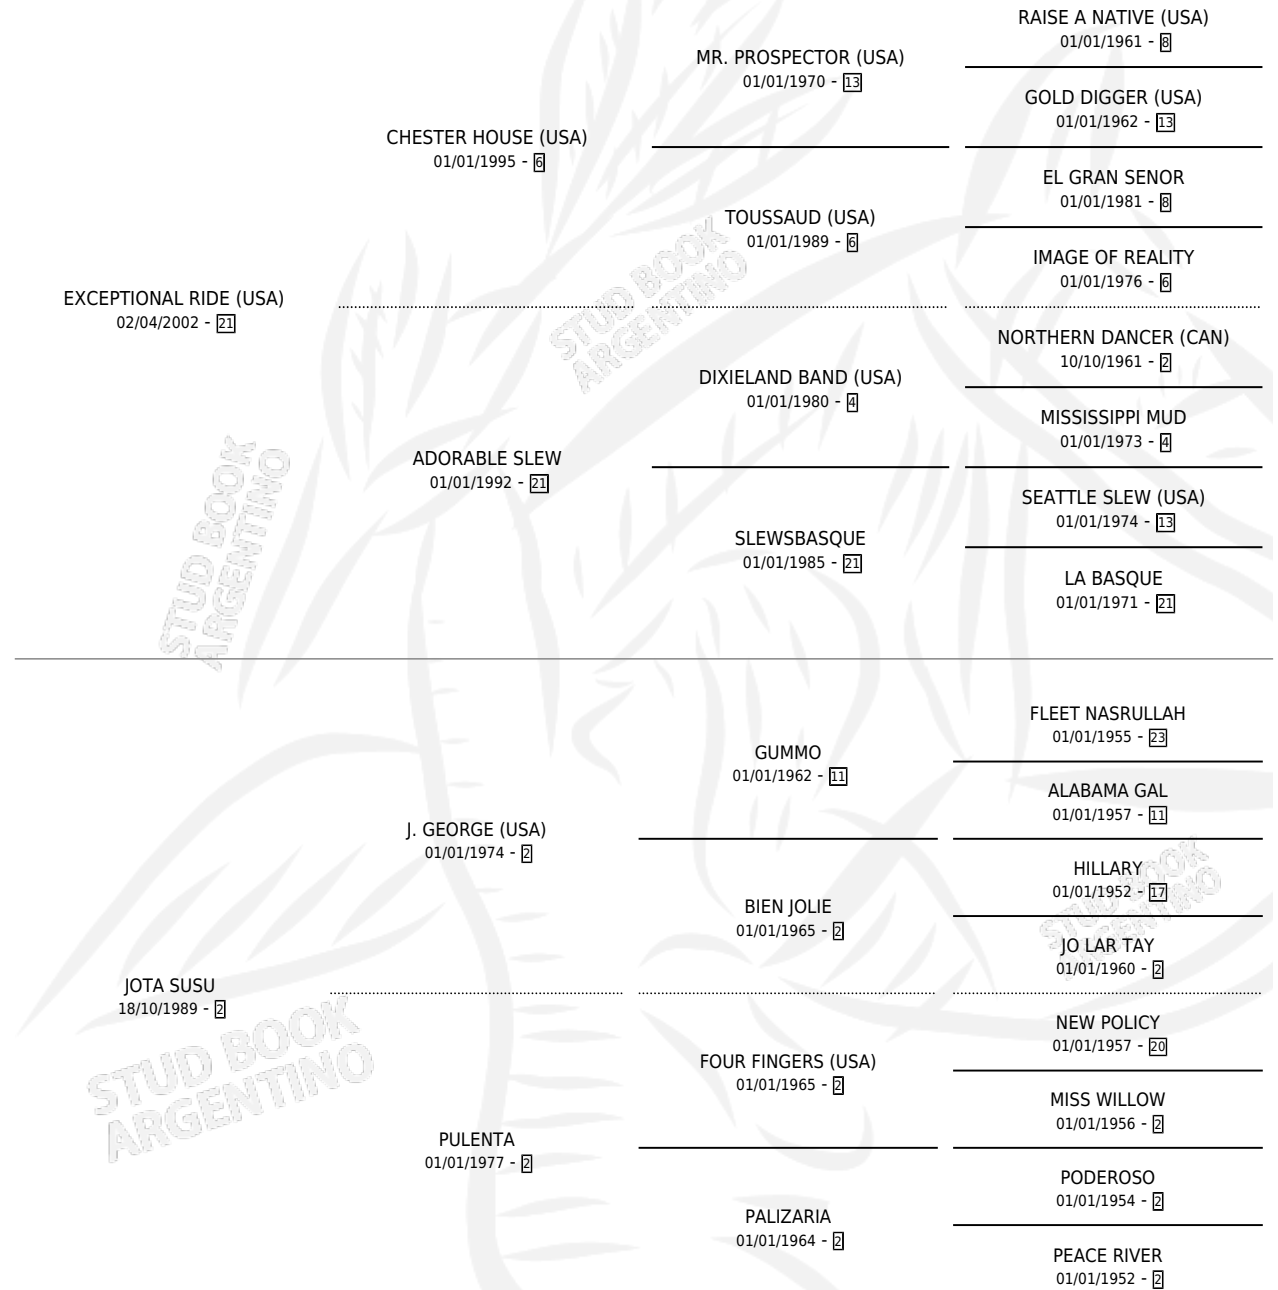 RAISE A NATIVE (USA)
01/01/1961 - 8
MR. PROSPECTOR (USA)
01/01/1970 - 13
GOLD DIGGER (USA)
01/01/1962 - 13
CHESTER HOUSE (USA)
01/01/1995 - 6
EL GRAN SENOR
01/01/1981 - 8
TOUSSAUD (USA)
01/01/1989 - 6
IMAGE OF REALITY
01/01/1976 - 6
EXCEPTIONAL RIDE (USA)
02/04/2002 - 21
NORTHERN DANCER (CAN)
10/10/1961 - 2
DIXIELAND BAND (USA)
01/01/1980 - 4
MISSISSIPPI MUD
01/01/1973 - 4
ADORABLE SLEW
01/01/1992 - 21
SEATTLE SLEW (USA)
01/01/1974 - 13
SLEWSBASQUE
01/01/1985 - 21
LA BASQUE
01/01/1971 - 21
STUD BOOK
ARGENTINO
STUD BOOK
ARGENTINO
FLEET NASRULLAH
01/01/1955 - 23
GUMMO
01/01/1962 - 11
ALABAMA GAL
01/01/1957 - 11
J. GEORGE (USA)
01/01/1974 - 2
HILLARY
01/01/1952 - 17
BIEN JOLIE
01/01/1965 - 2
JO LAR TAY
01/01/1960 - 2
JOTA SUSU
18/10/1989 - 2
NEW POLICY
01/01/1957 - 20
FOUR FINGERS (USA)
01/01/1965 - 2
MISS WILLOW
01/01/1956 - 2
PULENTA
01/01/1977 - 2
PODEROSO
01/01/1954 - 2
PALIZARIA
01/01/1964 - 2
PEACE RIVER
01/01/1952 - 2
STUD BOOK
ARGENTINO
STUD BOOK
ARGENTINO